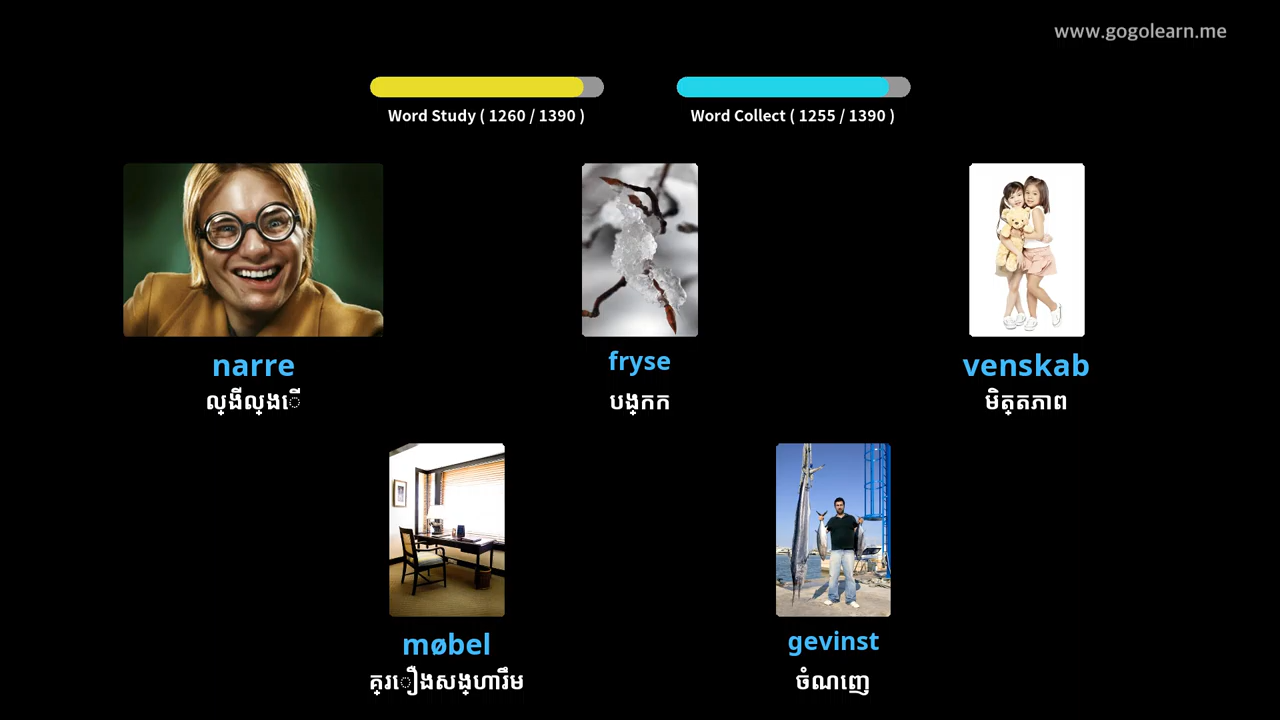 www.gogolearn.me
Word Study ( 1260 / 1390 )
Word Collect ( 1255 / 1390 )
narre
ល្ងីល្ងើ
fryse
បង្កក
venskab
មិត្តភាព
møbel
គ្រឿងសង្ហារឹម
gevinst
ចំណេញ